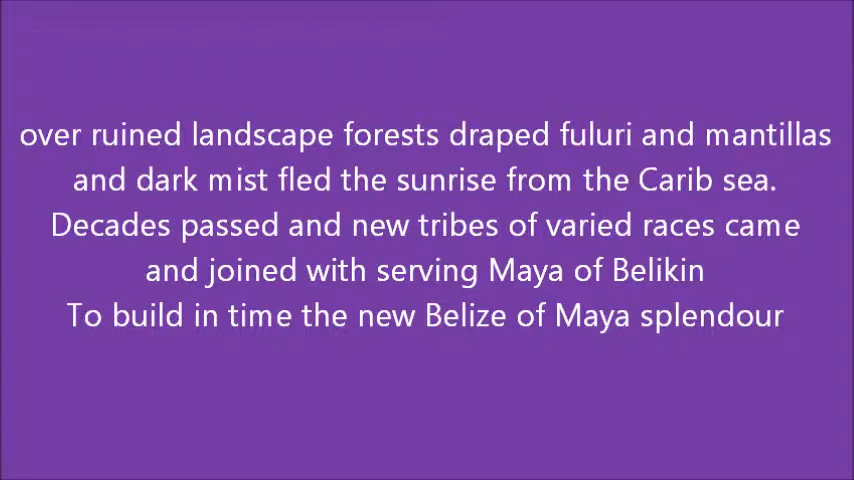 over ruined landscape forests draped fuluri and mantillas
and dark mist fled the sunrise from the Carib sea.
Decades passed and new tribes of varied races came
and joined with serving Maya of Belikin
To build in time the new Belize of Maya splendour